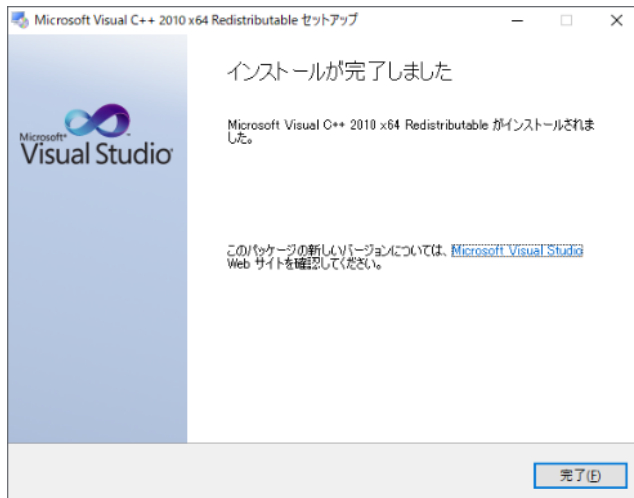 Microsoft Visual C++ 2010 x64 Redistributable セットアップ
インストールが完了しました
Microsoft Visual C++ 2010 x64 Redistributable がインストールされま
した。
Microsoft®
Visual Studio®
このパッケージの新しいバージョンについては、Microsoft Visual Studio
Web サイトを確認してください。
完了(F)